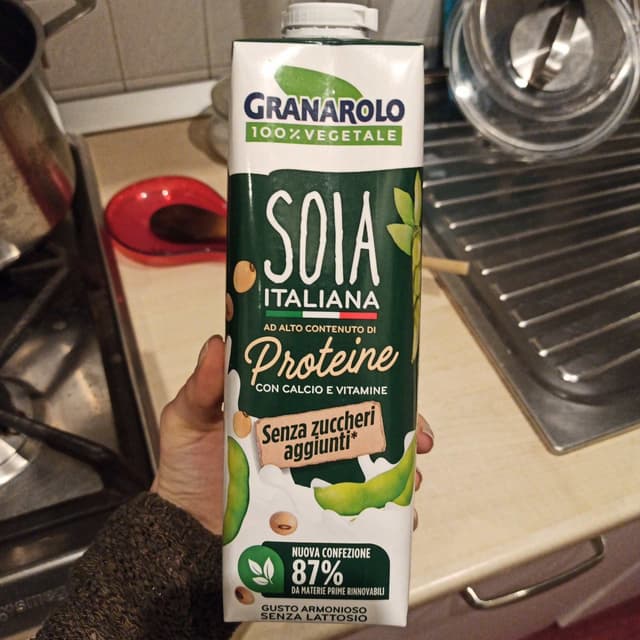 GRANAROLO
100% VEGETALE
SOIA
ITALIANA
AD ALTO CONTENUTO DI
Proteine
CON CALCIO E VITAMINE
Senza zuccheri
aggiunti*
NUOVA CONFEZIONE
87%
DA MATERIE PRIME RINNOVABILI
GUSTO ARMONIOSO
SENZA LATTOSIO